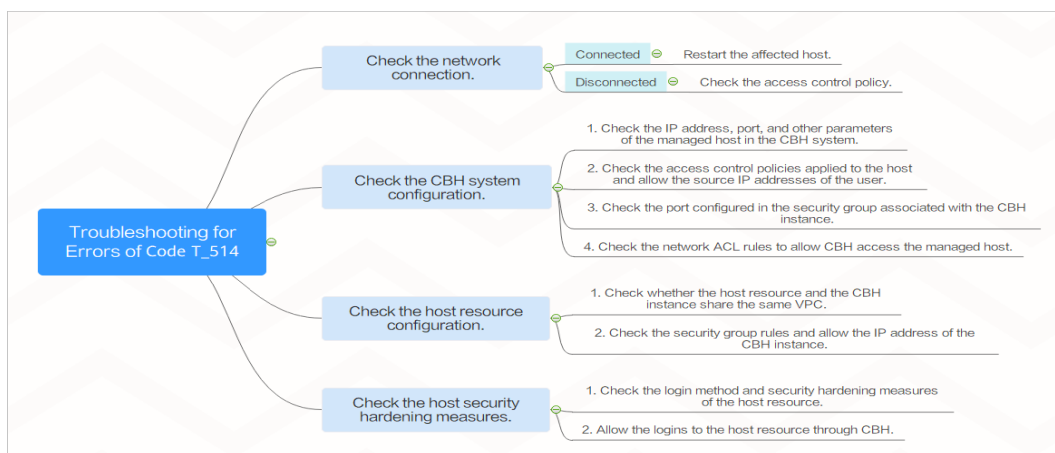 Troubleshooting for
Errors of Code T_514
Check the network
connection.
Connected
Restart the affected host.
Disconnected
Check the access control policy.
Check the CBH system
configuration.
1. Check the IP address, port, and other parameters
of the managed host in the CBH system.
2. Check the access control policies applied to the host
and allow the source IP addresses of the user.
3. Check the port configured in the security group associated with the CBH
instance.
4. Check the network ACL rules to allow CBH access the managed host.
Check the host resource
configuration.
1. Check whether the host resource and the CBH
instance share the same VPC.
2. Check the security group rules and allow the IP address of the
CBH instance.
Check the host security
hardening measures.
1. Check the login method and security hardening measures
of the host resource.
2. Allow the logins to the host resource through CBH.